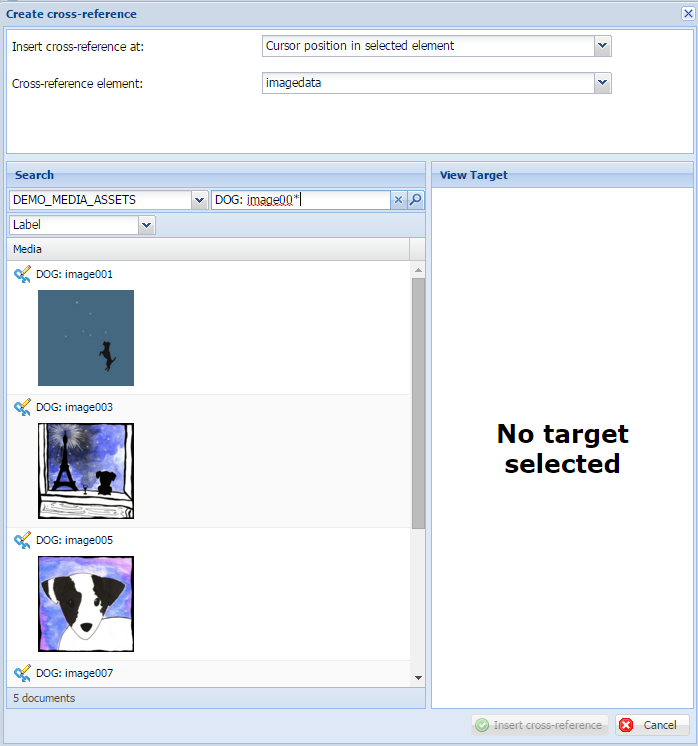 Create cross-reference
Insert cross-reference at: Cursor position in selected element
Cross-reference element: imagedata
Search
DEMO_MEDIA_ASSETS DOG: image00*
Label
Media
DOG: image001
DOG: image003
DOG: image005
DOG: image007
5 documents
View Target
No target
selected
Insert cross-reference Cancel